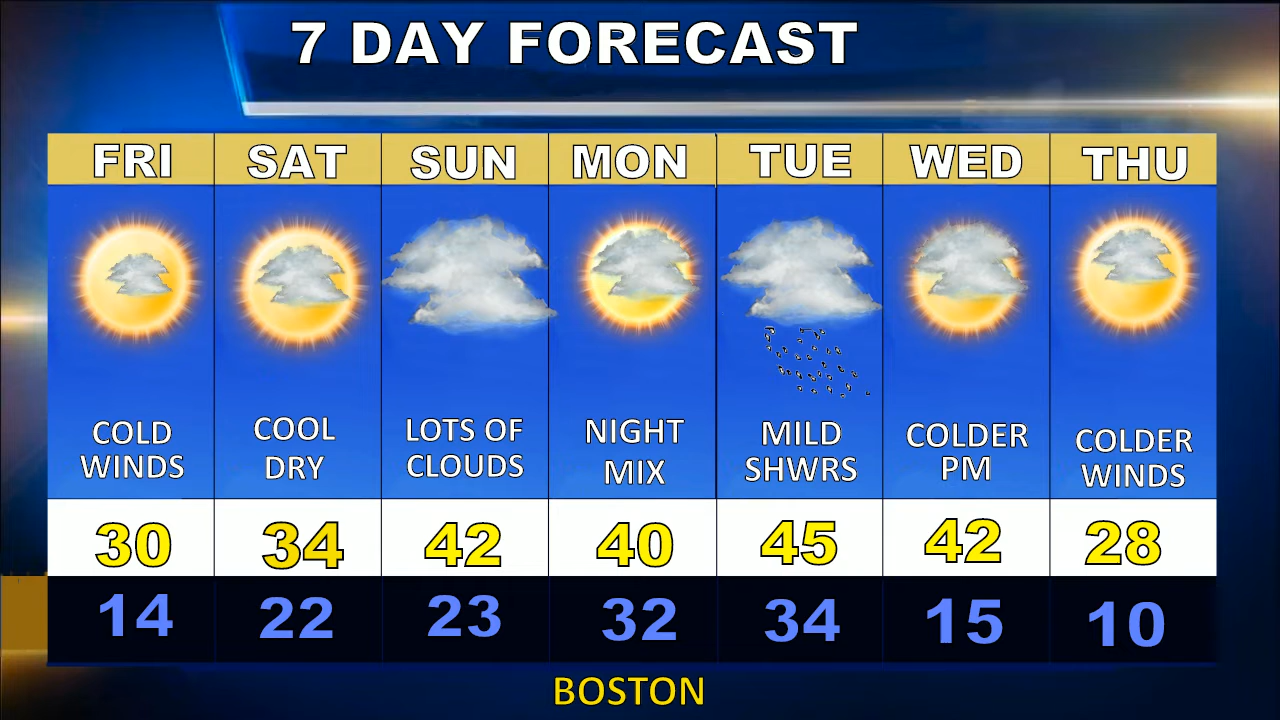 7 DAY FORECAST
FRI SAT SUN MON TUE WED THU
COLD COOL LOTS OF NIGHT MILD COLDER COLDER
WINDS DRY CLOUDS MIX SHWRS PM WINDS
30 34 42 40 45 42 28
14 22 23 32 34 15 10
BOSTON